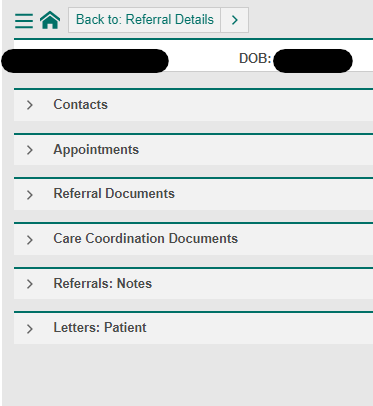 Back to: Referral Details
DOB:
Contacts
Appointments
Referral Documents
Care Coordination Documents
Referrals: Notes
Letters: Patient